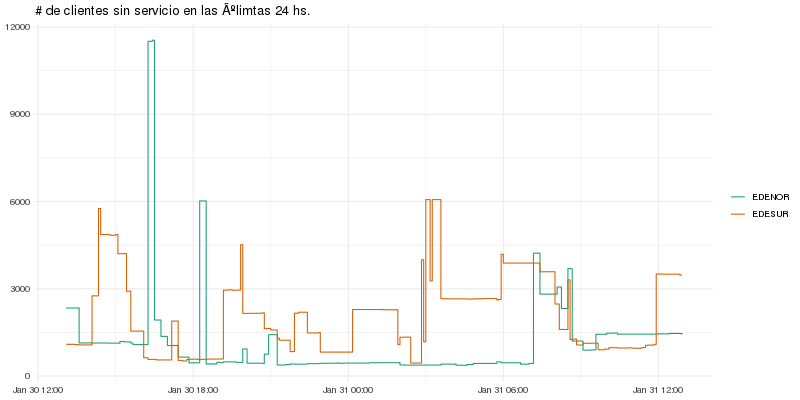 # de clientes sin servicio en las Ãºlimtas 24 hs.
12000
9000
6000
3000
0
Jan 30 12:00
Jan 30 18:00
Jan 31 00:00
Jan 31 06:00
Jan 31 12:00
EDENOR
EDESUR